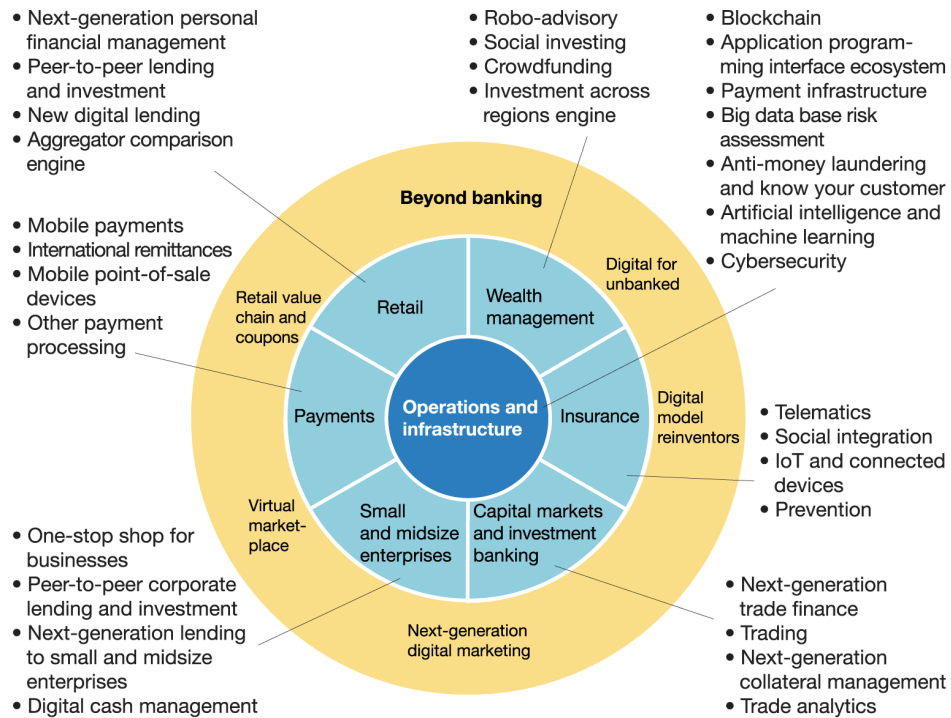 • Next-generation personal
financial management
• Peer-to-peer lending
and investment
• New digital lending
• Aggregator comparison
engine
• Robo-advisory
• Social investing
• Crowdfunding
• Investment across
regions engine
• Blockchain
• Application program-
ming interface ecosystem
• Payment infrastructure
• Big data base risk
assessment
• Anti-money laundering
and know your customer
• Artificial intelligence and
machine learning
• Cybersecurity
• Mobile payments
• International remittances
• Mobile point-of-sale
devices
• Other payment
processing
Beyond banking
Retail value
chain and
coupons
Digital for
unbanked
Digital
model
reinventors
Virtual
market-
place
Next-generation
digital marketing
Retail
Wealth
management
Payments
Operations and
infrastructure
Insurance
Small
and midsize
enterprises
Capital markets
and investment
banking
• Telematics
• Social integration
• IoT and connected
devices
• Prevention
• One-stop shop for
businesses
• Peer-to-peer corporate
lending and investment
• Next-generation lending
to small and midsize
enterprises
• Digital cash management
• Next-generation
trade finance
• Trading
• Next-generation
collateral management
• Trade analytics